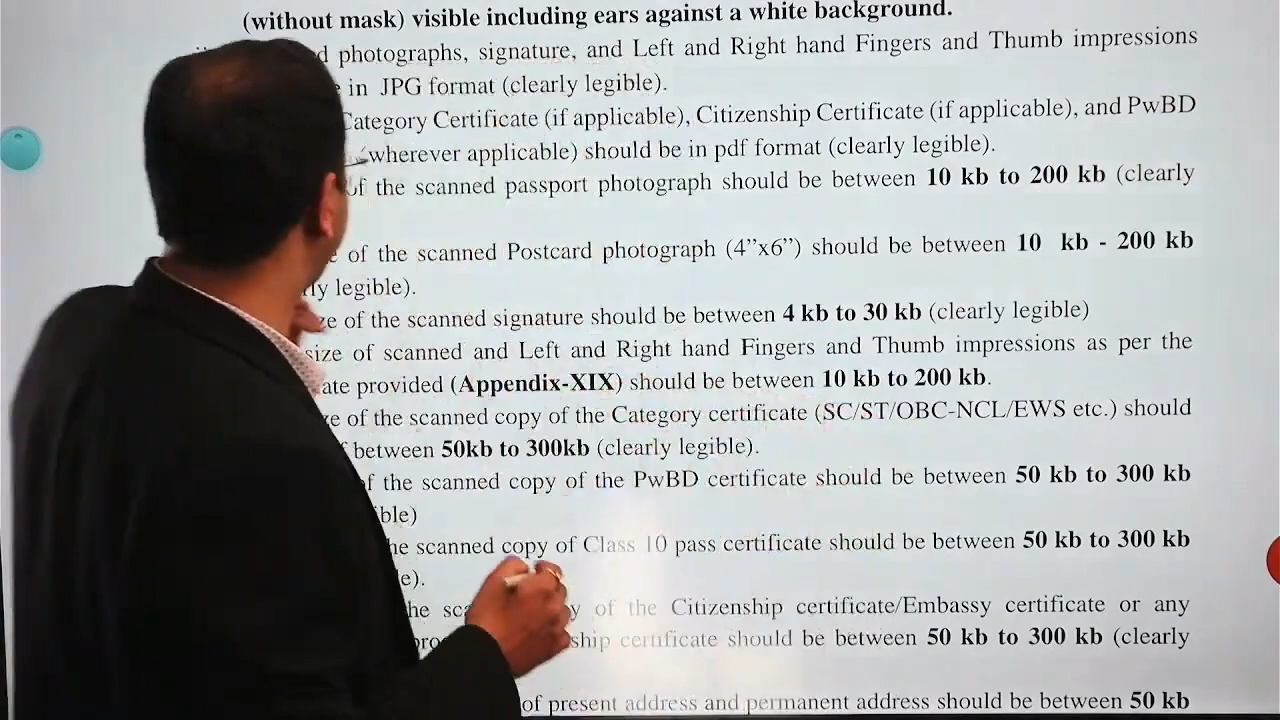 (without mask) visible including ears against a white background.
photographs, signature, and Left and Right hand Fingers and Thumb impressions
in JPG format (clearly legible).
Category Certificate (if applicable), Citizenship Certificate (if applicable), and PwBD
(wherever applicable) should be in pdf format (clearly legible).
of the scanned passport photograph should be between 10 kb to 200 kb (clearly
of the scanned Postcard photograph (4”x6”) should be between 10 kb - 200 kb
legible).
of the scanned signature should be between 4 kb to 30 kb (clearly legible)
size of scanned and Left and Right hand Fingers and Thumb impressions as per the
provided (Appendix-XIX) should be between 10 kb to 200 kb.
of the scanned copy of the Category certificate (SC/ST/OBC-NCL/EWS etc.) should
between 50kb to 300kb (clearly legible).
of the scanned copy of the PwBD certificate should be between 50 kb to 300 kb
the scanned copy of Class 10 pass certificate should be between 50 kb to 300 kb
of the Citizenship certificate/Embassy certificate or any
certificate should be between 50 kb to 300 kb (clearly
of present address and permanent address should be between 50 kb